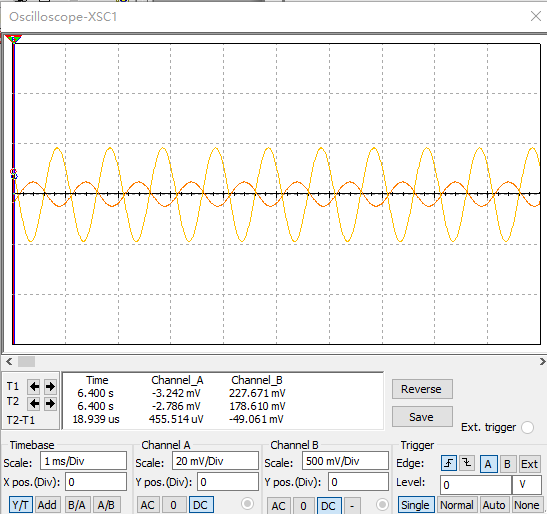 Oscilloscope-XSC1
Time Channel_A Channel_B
T1 6.400 s -3.242 mV 227.671 mV
T2 6.400 s -2.786 mV 178.610 mV
T2-T1 18.939 us 455.514 uV -49.061 mV
Reverse
Save
Ext. trigger
Timebase Channel A Channel B Trigger
Scale: 1 ms/Div Scale: 20 mV/Div Scale: 500 mV/Div Edge: A B Ext
X pos.(Div): 0 Y pos.(Div): 0 Y pos.(Div): 0 Level: 0 V
Y/T Add B/A A/B AC 0 DC AC 0 DC - Single Normal Auto None